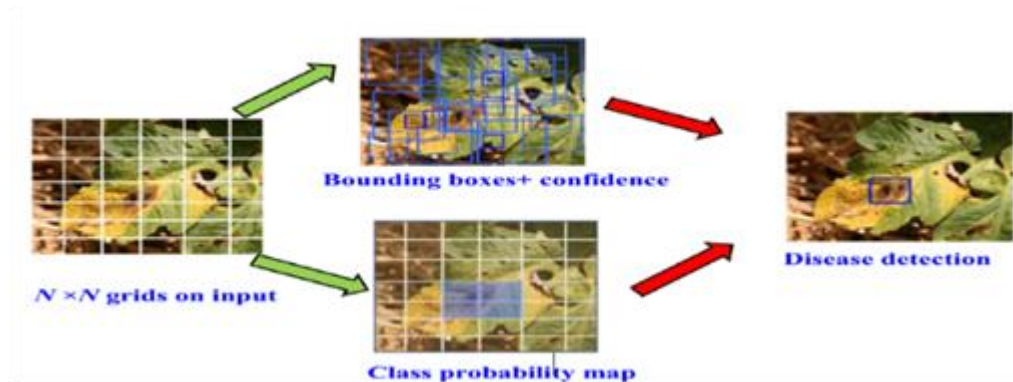 Bounding boxes+ confidence
Disease detection
N ×N grids on input
Class probability map